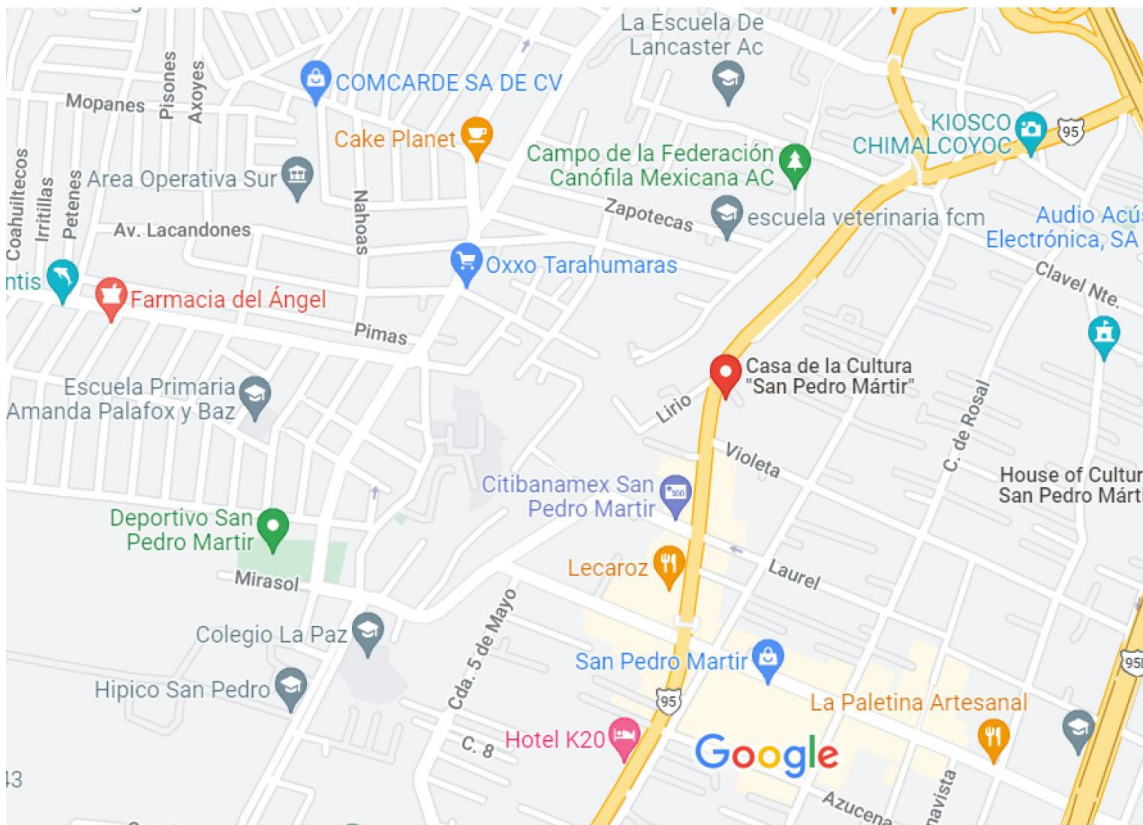 La Escuela De
Lancaster Ac
COMCARDE SA DE CV
Mopanes
Pisones
Axoyes
Cake Planet
KIOSCO
CHIMALCOYOC
95
Campo de la Federación
Canófila Mexicana AC
Area Operativa Sur
Coahuiltecos
Irritillas
Petenes
Nahoas
Zapotecas
escuela veterinaria fcm
Av. Lacandones
Audio Acús
Electrónica, SA
Oxxo Tarahumaras
Clavel Nte.
ntis
Farmacia del Ángel
Pimas
Casa de la Cultura
"San Pedro Mártir"
Escuela Primaria
Amanda Palafox y Baz
Lirio
C. de Rosal
Violeta
House of Cultur
San Pedro Márti
Citibanamex San
Pedro Martir
Deportivo San
Pedro Martir
Lecaroz
Laurel
Mirasol
Cda. 5 de Mayo
Colegio La Paz
San Pedro Martir
95
Hipico San Pedro
95
La Paletina Artesanal
C. 8
Hotel K20
Google
43
Azucena
navista